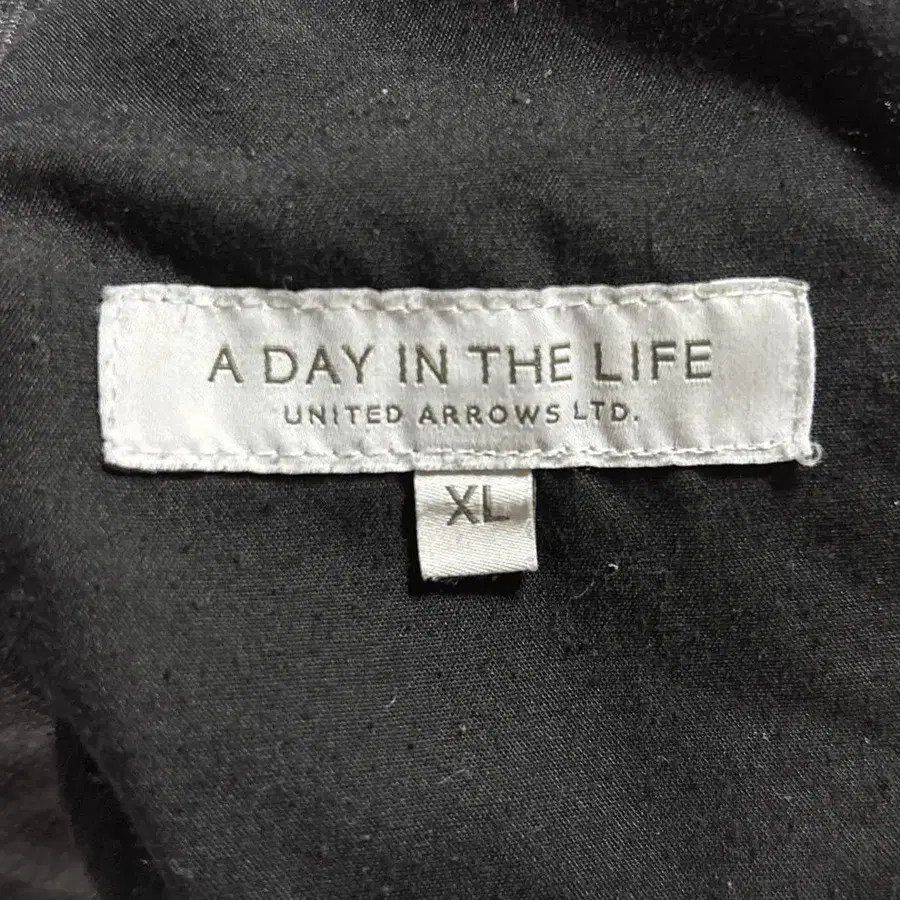 A DAY IN THE LIFE
UNITED ARROWS LTD.
XL